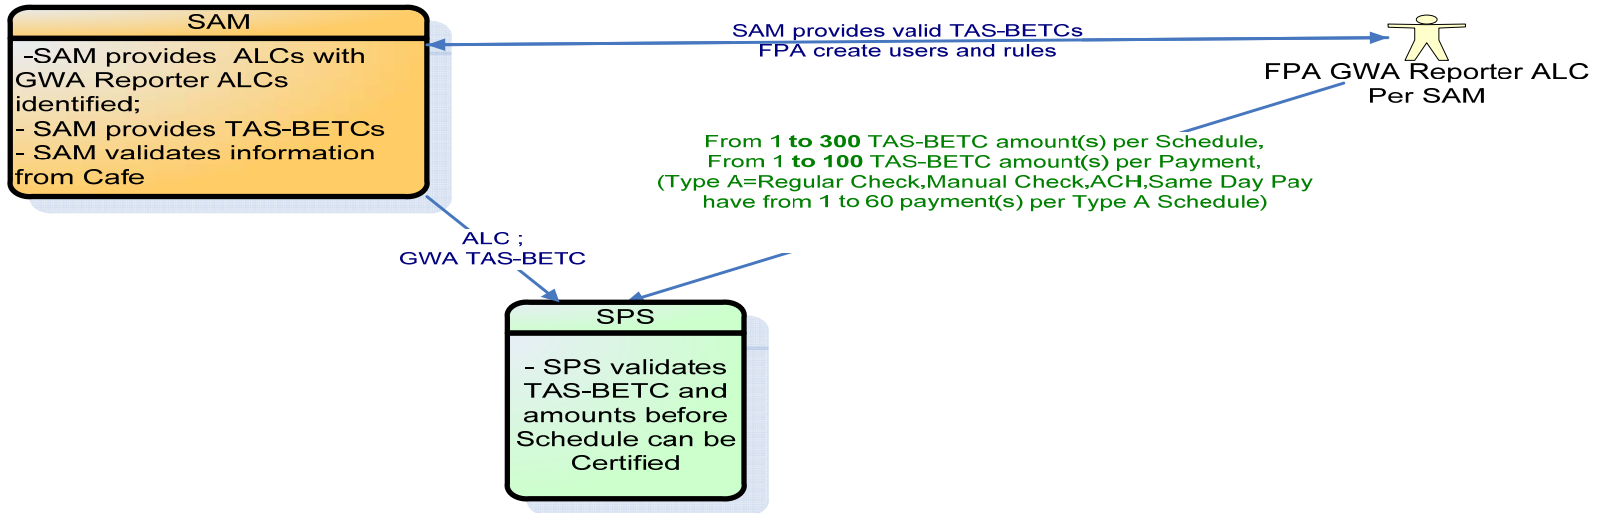 SAM
-SAM provides  ALCs with
GWA Reporter ALCs
identified;
- SAM provides TAS-BETCs
- SAM validates information
from Cafe
SAM provides valid TAS-BETCs
FPA create users and rules
FPA GWA Reporter ALC
Per SAM
From 1 to 300 TAS-BETC amount(s) per Schedule,
From 1 to 100 TAS-BETC amount(s) per Payment,
(Type A=Regular Check,Manual Check,ACH,Same Day Pay
have from 1 to 60 payment(s) per Type A Schedule)
ALC ;
GWA TAS-BETC
SPS
- SPS validates
TAS-BETC and
amounts before
Schedule can be
Certified